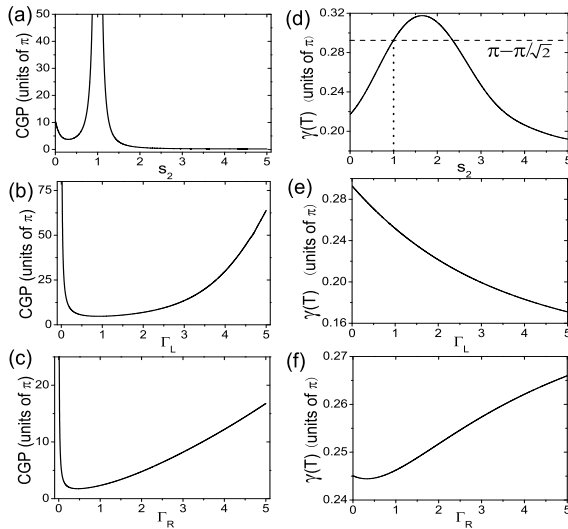 (a)
CGP (units of π)
50
40
30
20
10
0
0 1 2 3 4 5
s₂
(d)
γ(T) (units of π)
0.32
0.28
0.24
0.20
π−π/√2
0 1 2 3 4 5
s₂
(b)
CGP (units of π)
75
50
25
0
0 1 2 3 4 5
Γ_L
(e)
γ(T) (units of π)
0.28
0.24
0.20
0.16
0 1 2 3 4 5
Γ_L
(c)
CGP (units of π)
20
10
0
0 1 2 3 4 5
Γ_R
(f)
γ(T) (units of π)
0.27
0.26
0.25
0.24
0 1 2 3 4 5
Γ_R